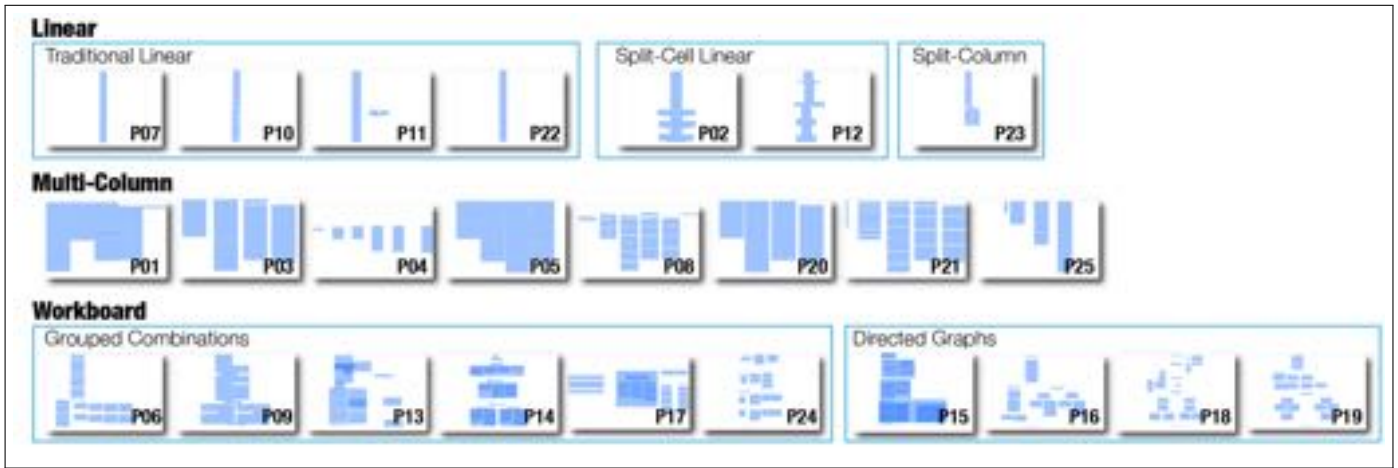 Linear
Traditional Linear Split-Cell Linear Split-Column
P07 P10 P11 P22 P02 P12 P23
Multi-Column
P01 P03 P04 P05 P08 P20 P21 P25
Workboard
Grouped Combinations Directed Graphs
P06 P09 P13 P14 P17 P24 P15 P16 P18 P19